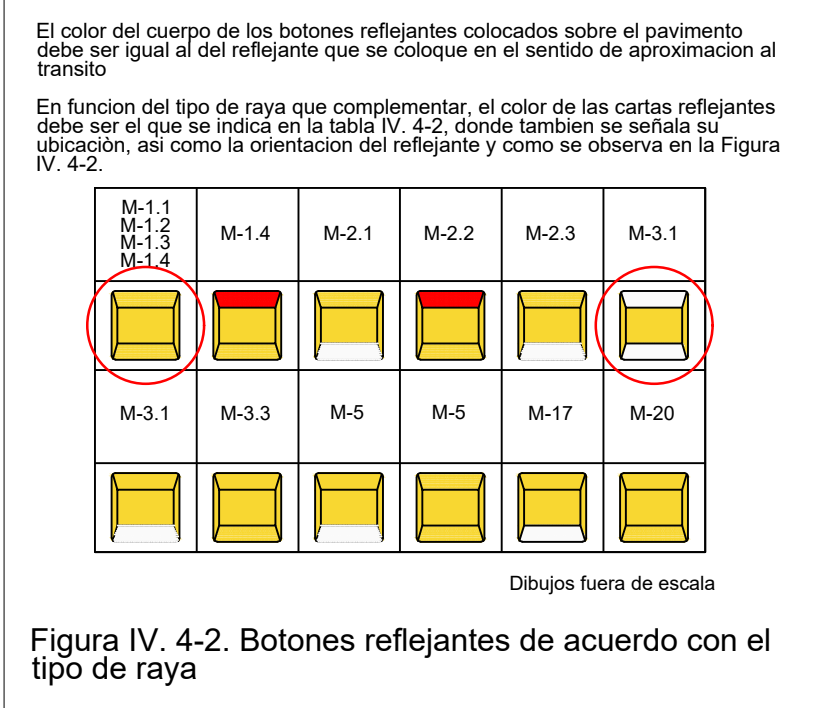 El color del cuerpo de los botones reflejantes colocados sobre el pavimento
debe ser igual al del reflejante que se coloque en el sentido de aproximacion al
transito
En funcion del tipo de raya que complementar, el color de las cartas reflejantes
debe ser el que se indica en la tabla IV. 4-2, donde tambien se señala su
ubicaciòn, asi como la orientacion del reflejante y como se observa en la Figura
IV. 4-2.
M-1.1
M-1.2
M-1.3
M-1.4
M-1.4
M-2.1
M-2.2
M-2.3
M-3.1
M-3.1
M-3.3
M-5
M-5
M-17
M-20
Dibujos fuera de escala
Figura IV. 4-2. Botones reflejantes de acuerdo con el
tipo de raya